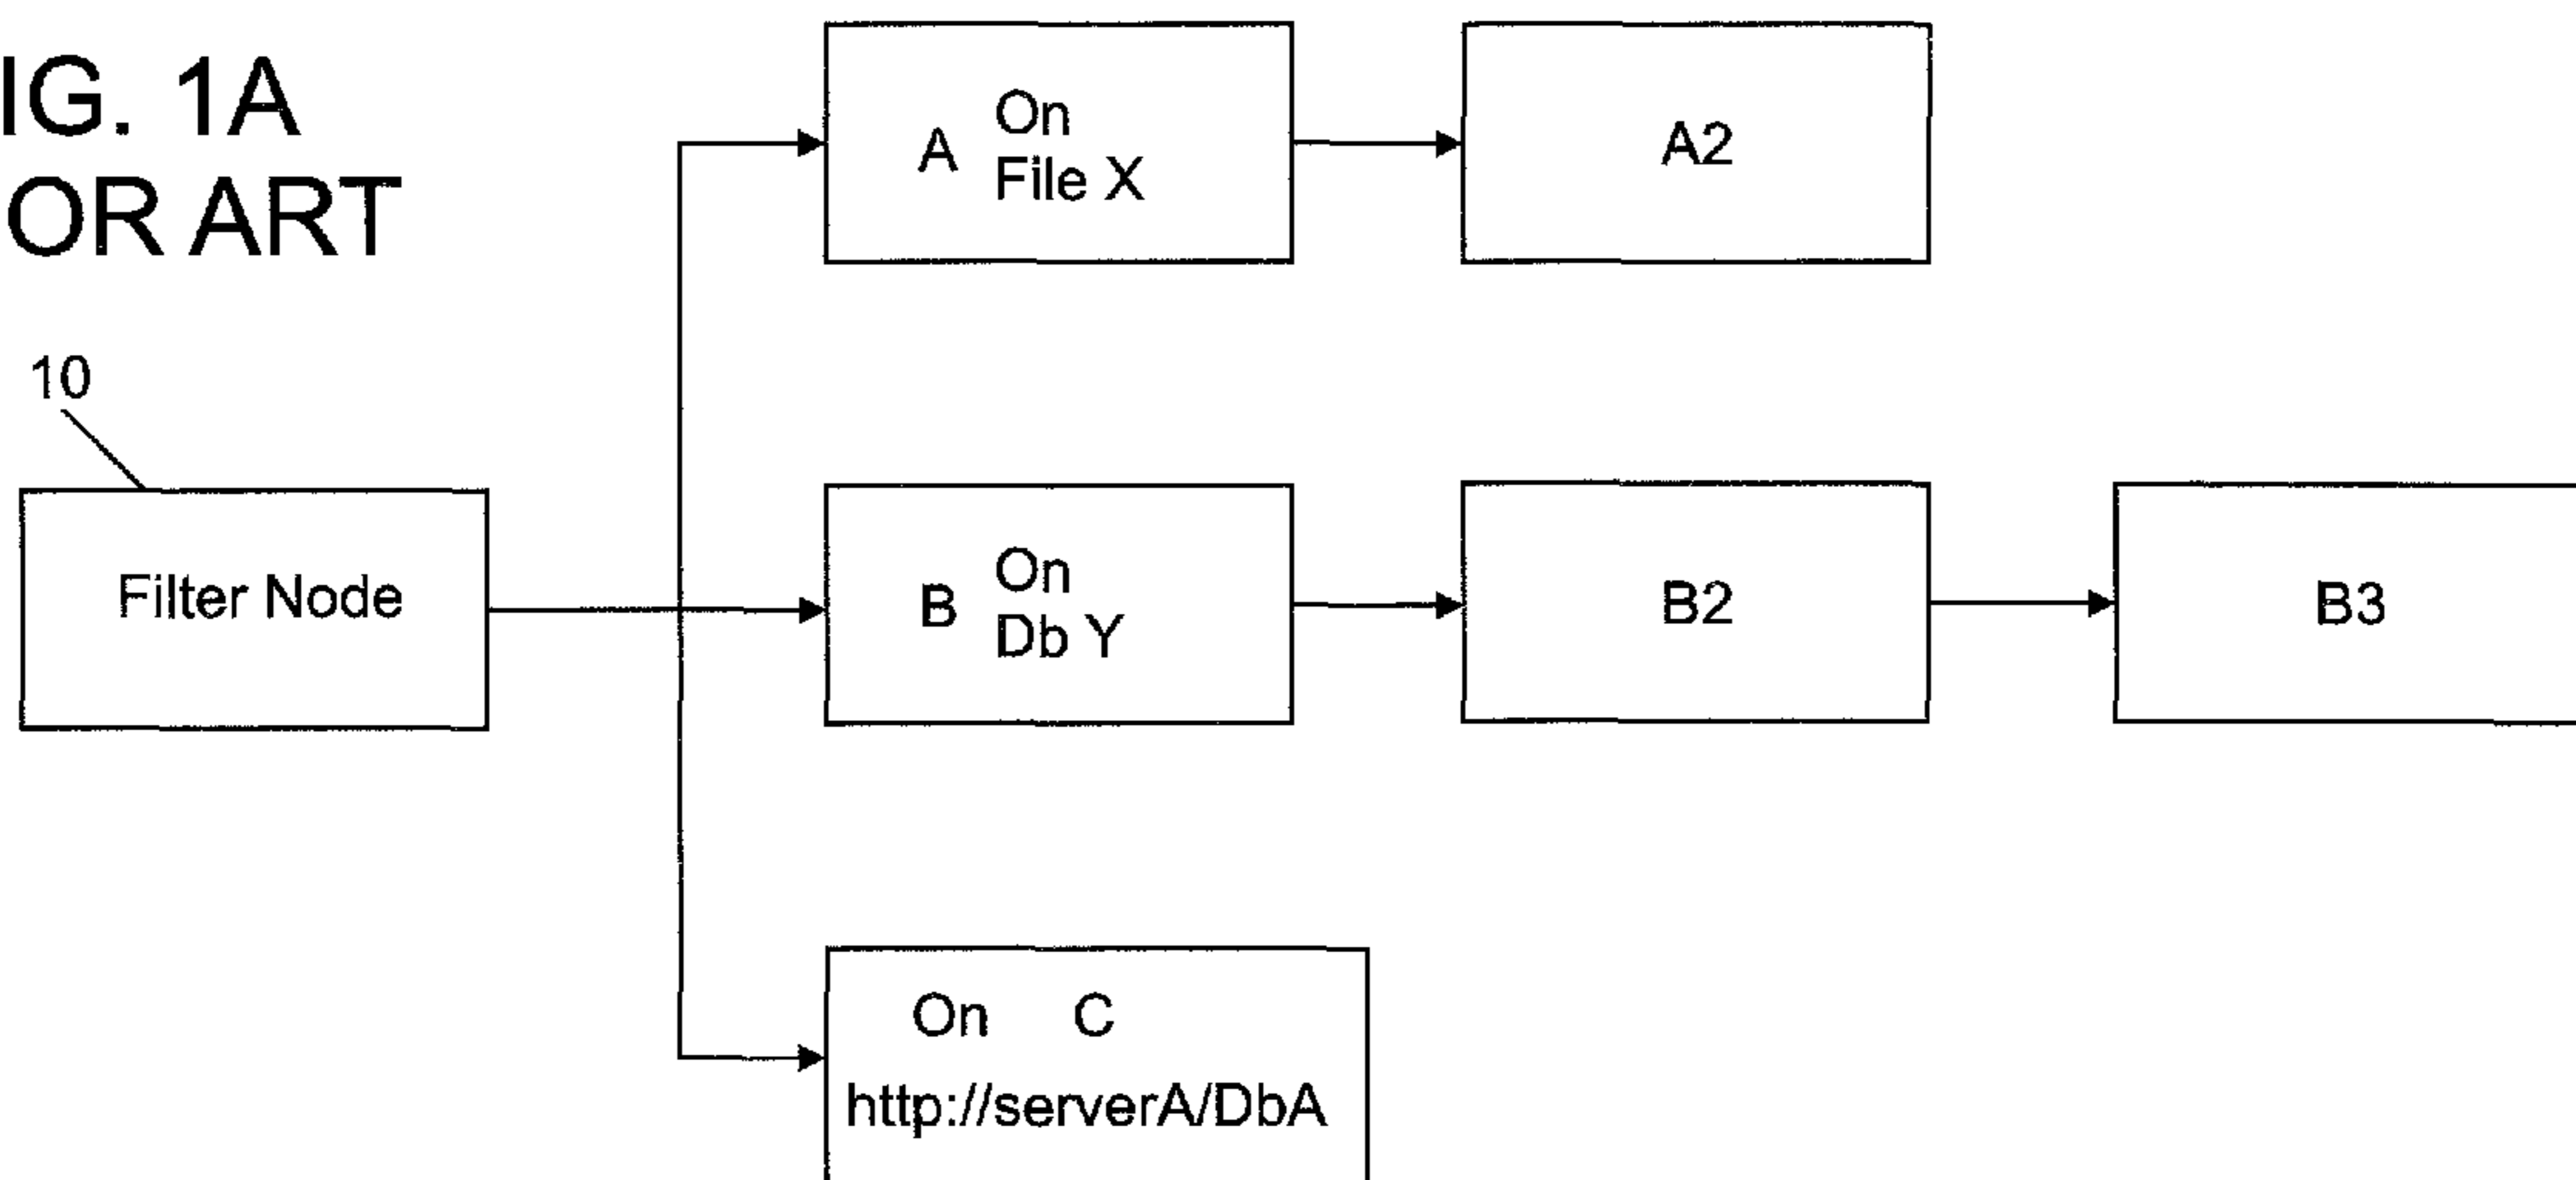 IG. 1A
OR ART
A On
File X
A2
10
Filter Node
B On
Db Y
B2
B3
On C
http://serverA/DbA